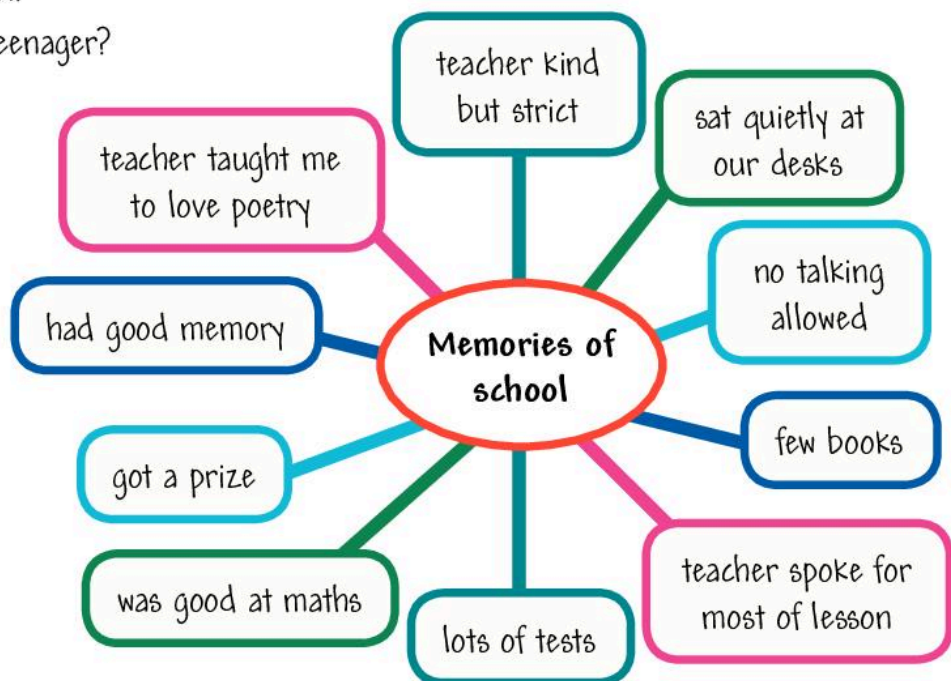 eenager?
teacher kind
but strict
sat quietly at
our desks
no talking
allowed
few books
teacher spoke for
most of lesson
lots of tests
was good at maths
got a prize
had good memory
teacher taught me
to love poetry
Memories of
school